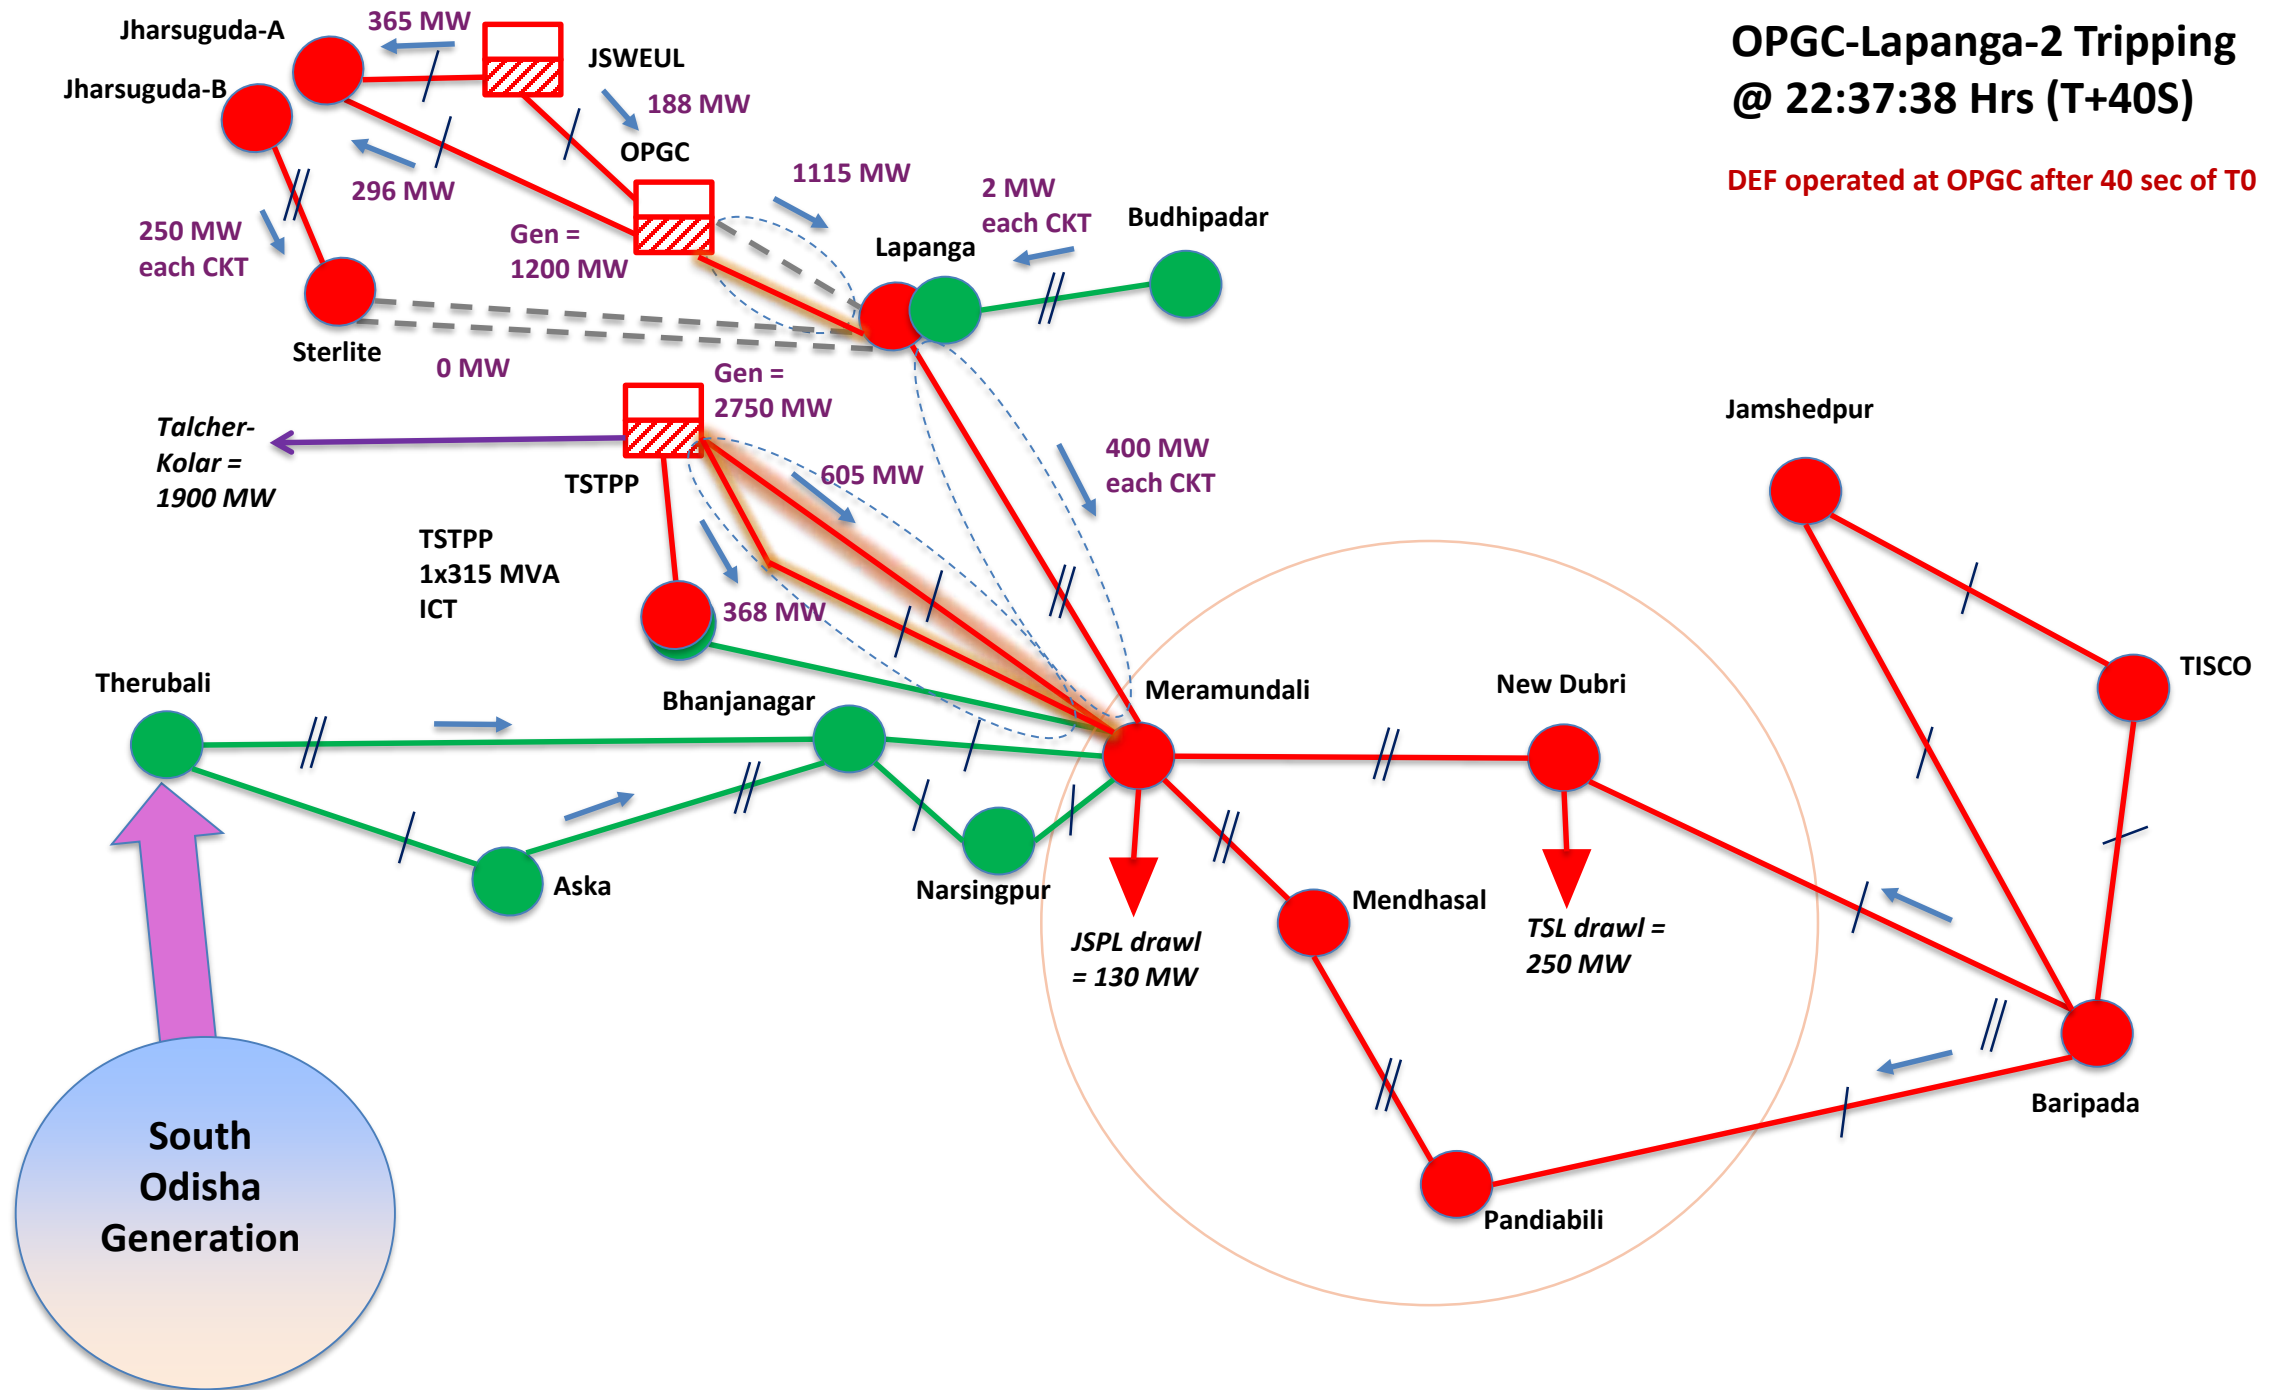 365 MW
Jharsuguda-A
JSWEUL
Jharsuguda-B
188 MW
OPGC
296 MW
250 MW
each CKT
Gen =
1200 MW
1115 MW
2 MW
each CKT
Budhipadar
Lapanga
OPGC-Lapanga-2 Tripping
@ 22:37:38 Hrs (T+40S)
DEF operated at OPGC after 40 sec of T0
Sterlite
0 MW
Gen =
2750 MW
Talcher-
Kolar =
1900 MW
TSTPP
605 MW
400 MW
each CKT
Jamshedpur
TSTPP
1x315 MVA
ICT
368 MW
Therubali
Bhanjanagar
Meramundali
New Dubri
TISCO
Aska
Narsingpur
Mendhasal
JSPL drawl
= 130 MW
TSL drawl =
250 MW
Baripada
Pandiabili
South
Odisha
Generation